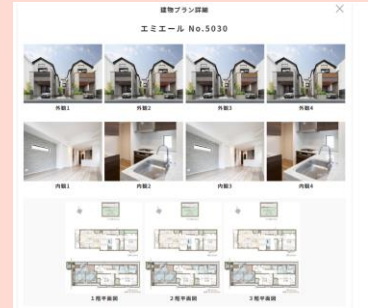 建物プラン詳細
エミエール No.5030
外観1 外観2 外観3 外観4
内観1 内観2 内観3 内観4
1階平面図 2階平面図 3階平面図